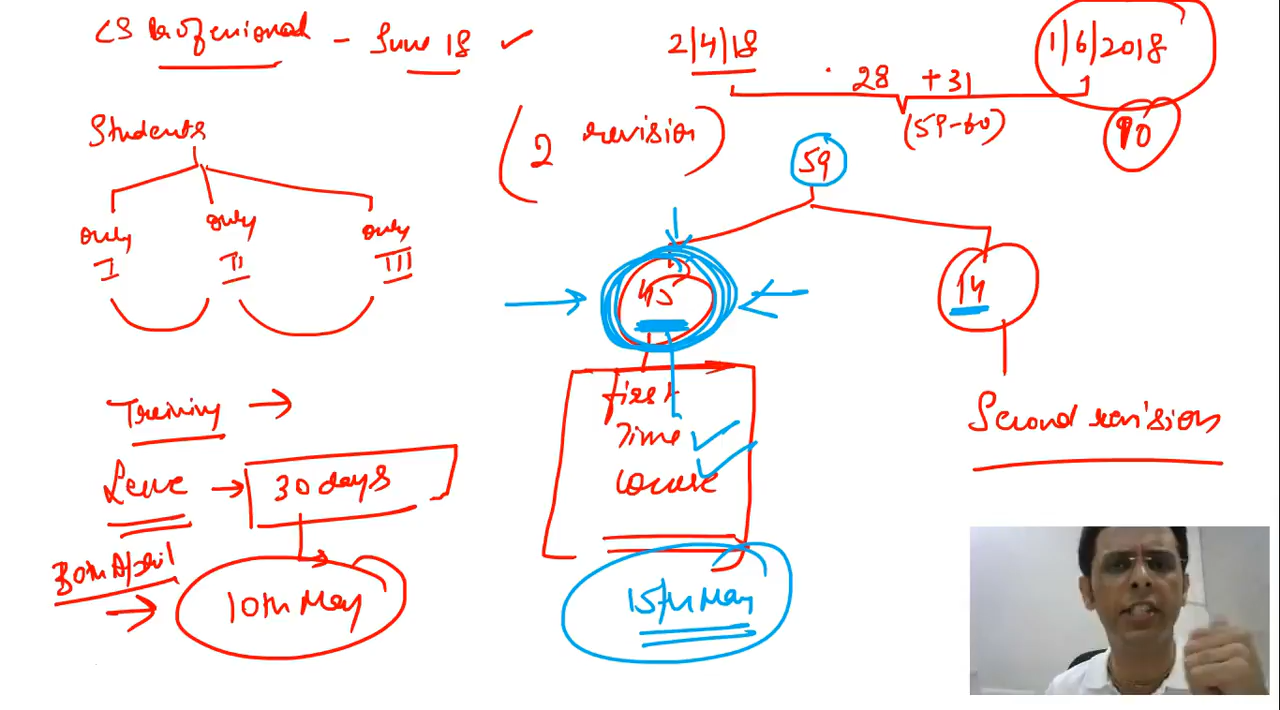 CS Professional - June 18
2/4/18
28 + 31
1/6/2018
1
(59-60)
90
Students
(2 revision)
59
only
I
only
II
only
III
45
14
first
Time
course
Second revision
Training →
Leave → 30 days
30th April
→ 10th May
15th May